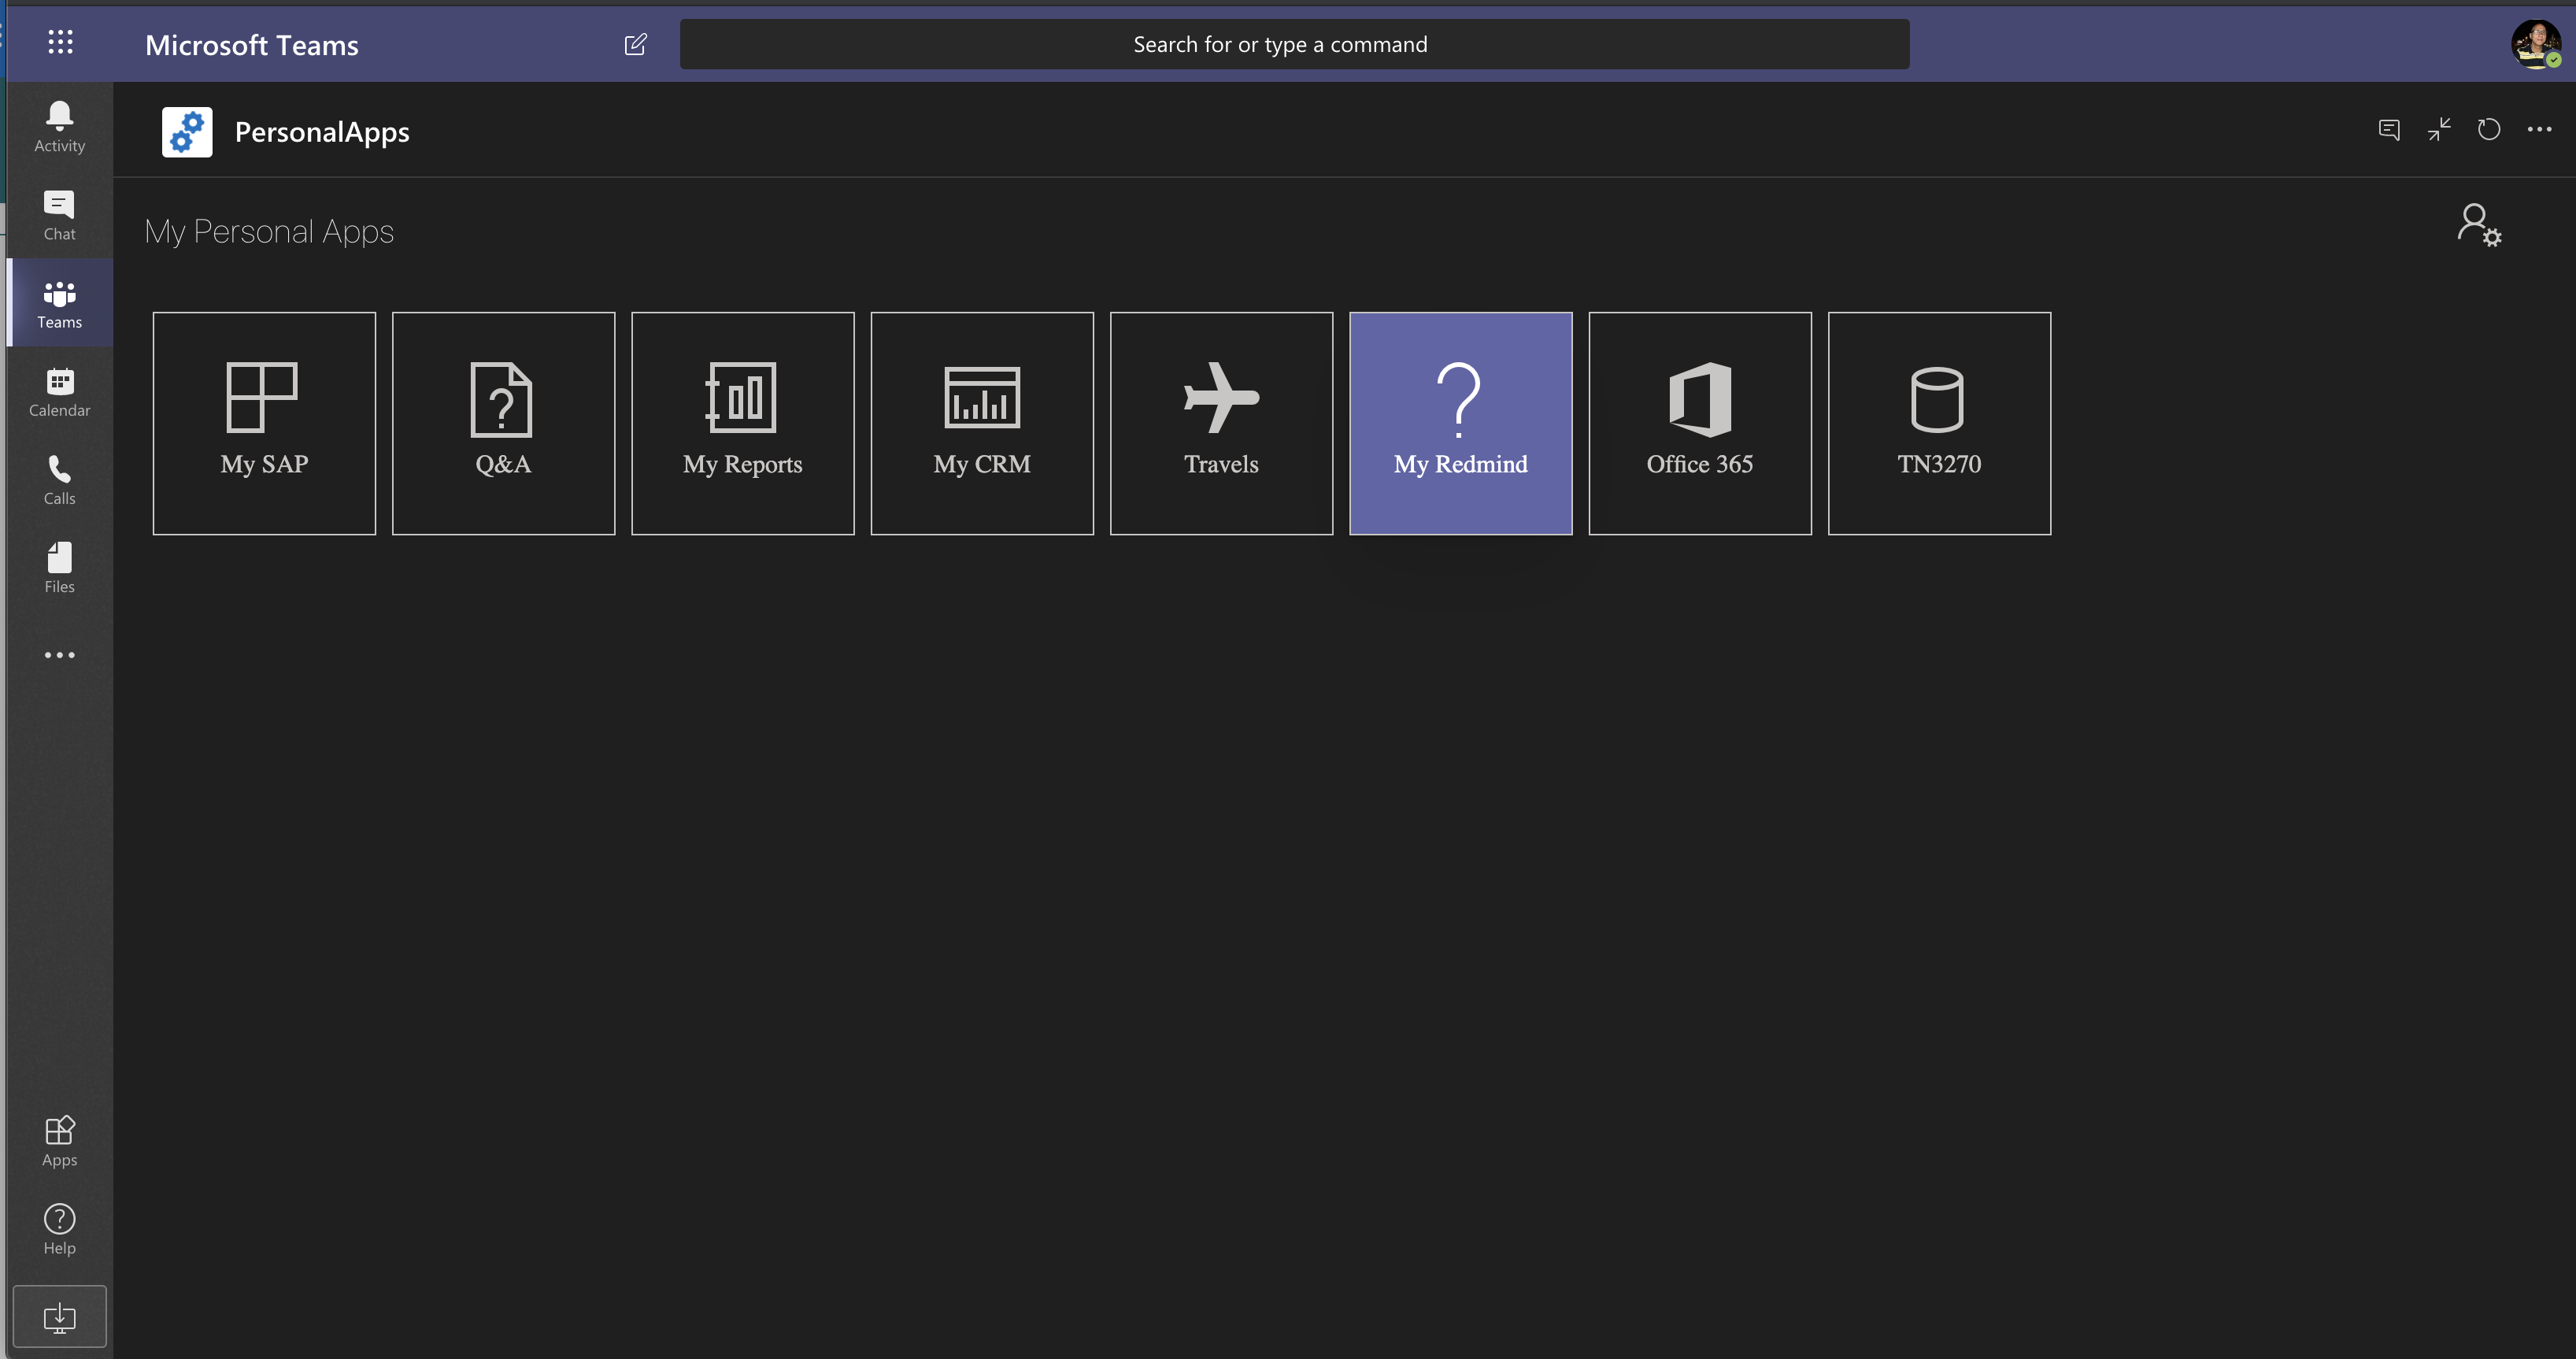 Microsoft Teams
Search for or type a command
Activity
Chat
Teams
Calendar
Calls
Files
Apps
Help
PersonalApps
My Personal Apps
My SAP
Q&A
My Reports
My CRM
Travels
My Redmind
Office 365
TN3270